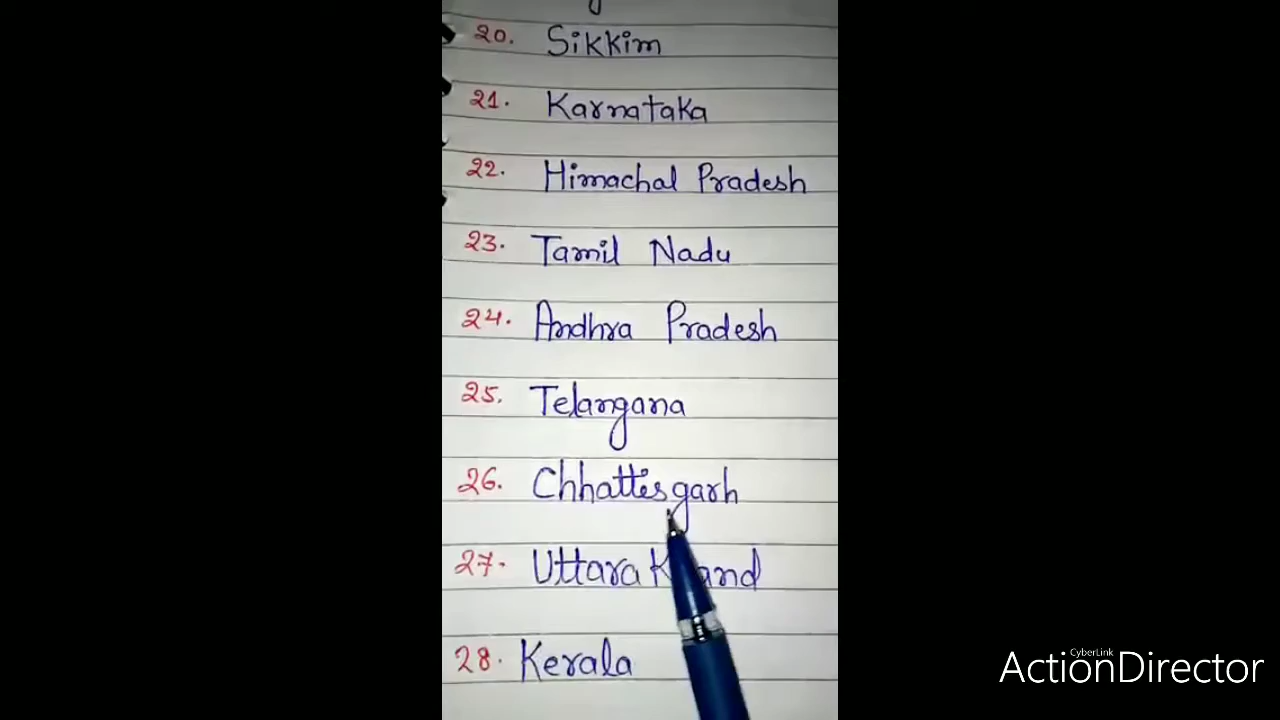 20. Sikkim
21. Karnataka
22. Himachal Pradesh
23. Tamil Nadu
24. Andhra Pradesh
25. Telangana
26. Chhattisgarh
27.
28. Kerala
CyberLink
ActionDirector